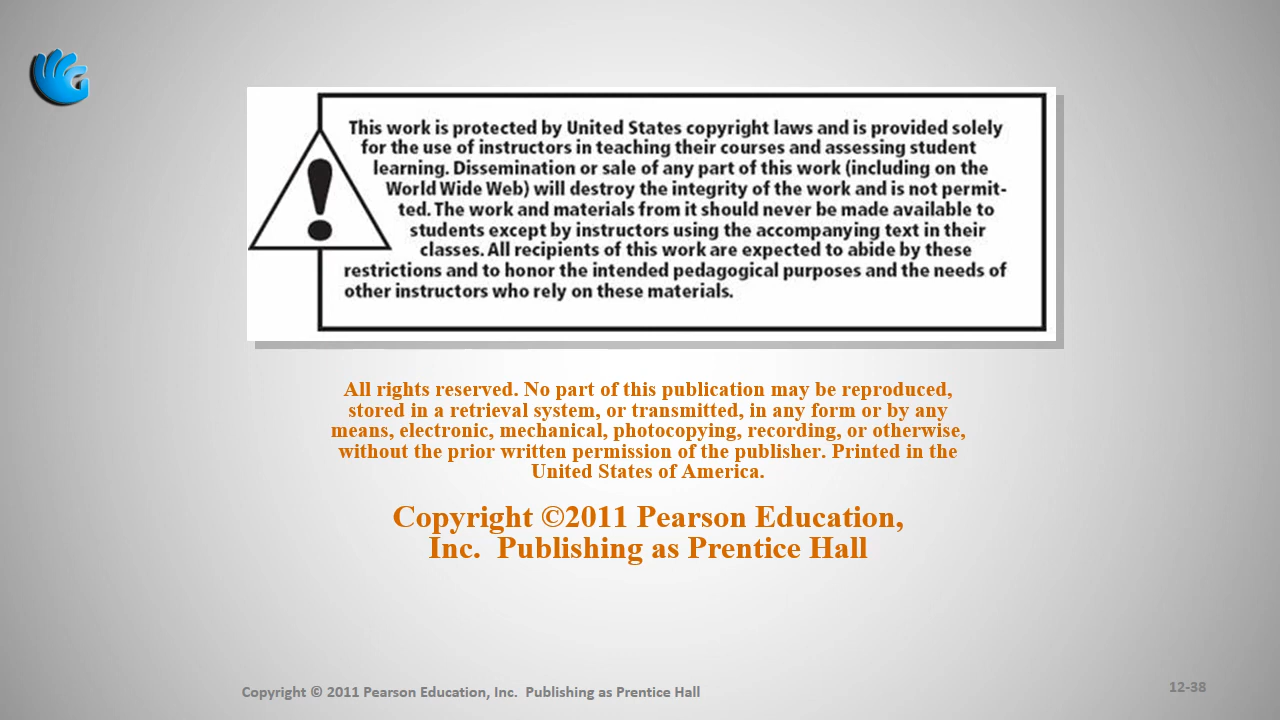 This work is protected by United States copyright laws and is provided solely
for the use of instructors in teaching their courses and assessing student
learning. Dissemination or sale of any part of this work (including on the
World Wide Web) will destroy the integrity of the work and is not permit-
ted. The work and materials from it should never be made available to
students except by instructors using the accompanying text in their
classes. All recipients of this work are expected to abide by these
restrictions and to honor the intended pedagogical purposes and the needs of
other instructors who rely on these materials.
All rights reserved. No part of this publication may be reproduced,
stored in a retrieval system, or transmitted, in any form or by any
means, electronic, mechanical, photocopying, recording, or otherwise,
without the prior written permission of the publisher. Printed in the
United States of America.
Copyright ©2011 Pearson Education,
Inc.  Publishing as Prentice Hall
Copyright © 2011 Pearson Education, Inc.  Publishing as Prentice Hall
12-38